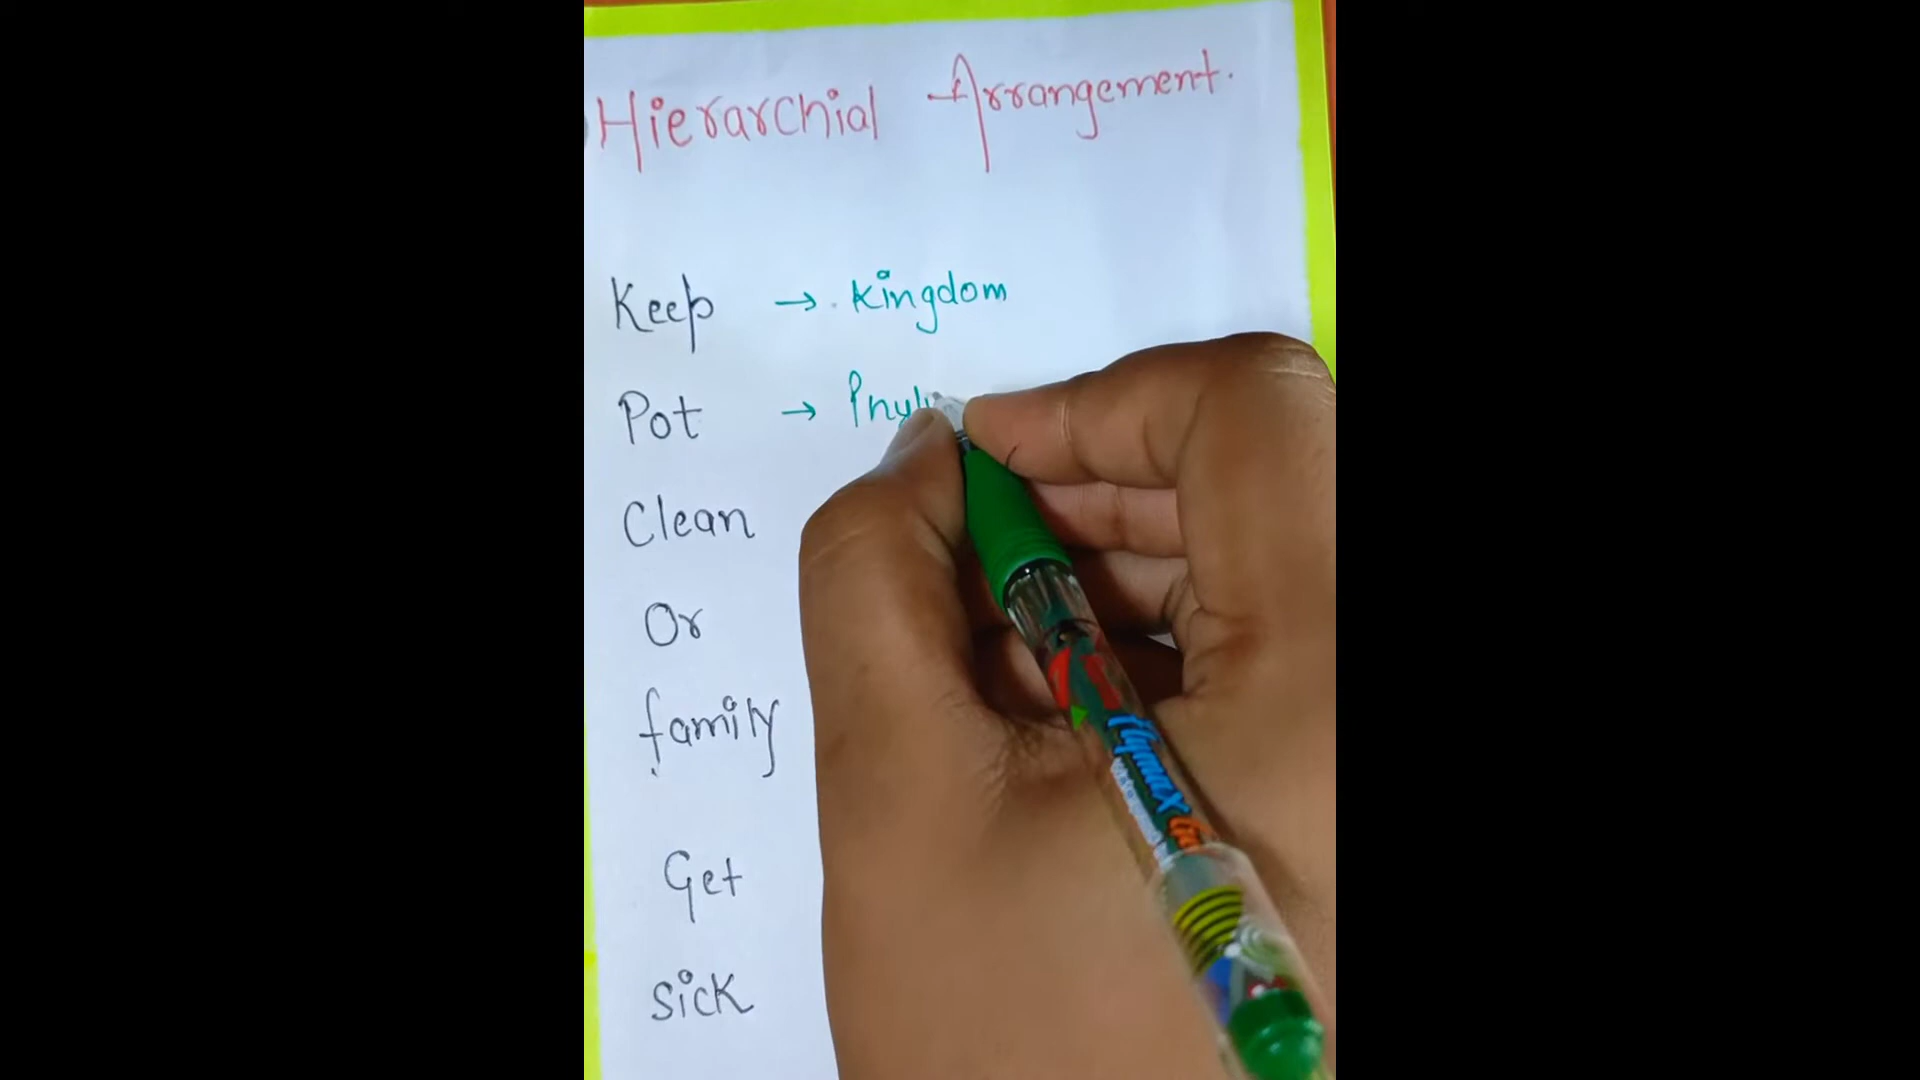 Hierarchial Arrangement.
Keep → Kingdom
Pot →
Clean
Or
family
Get
Sick